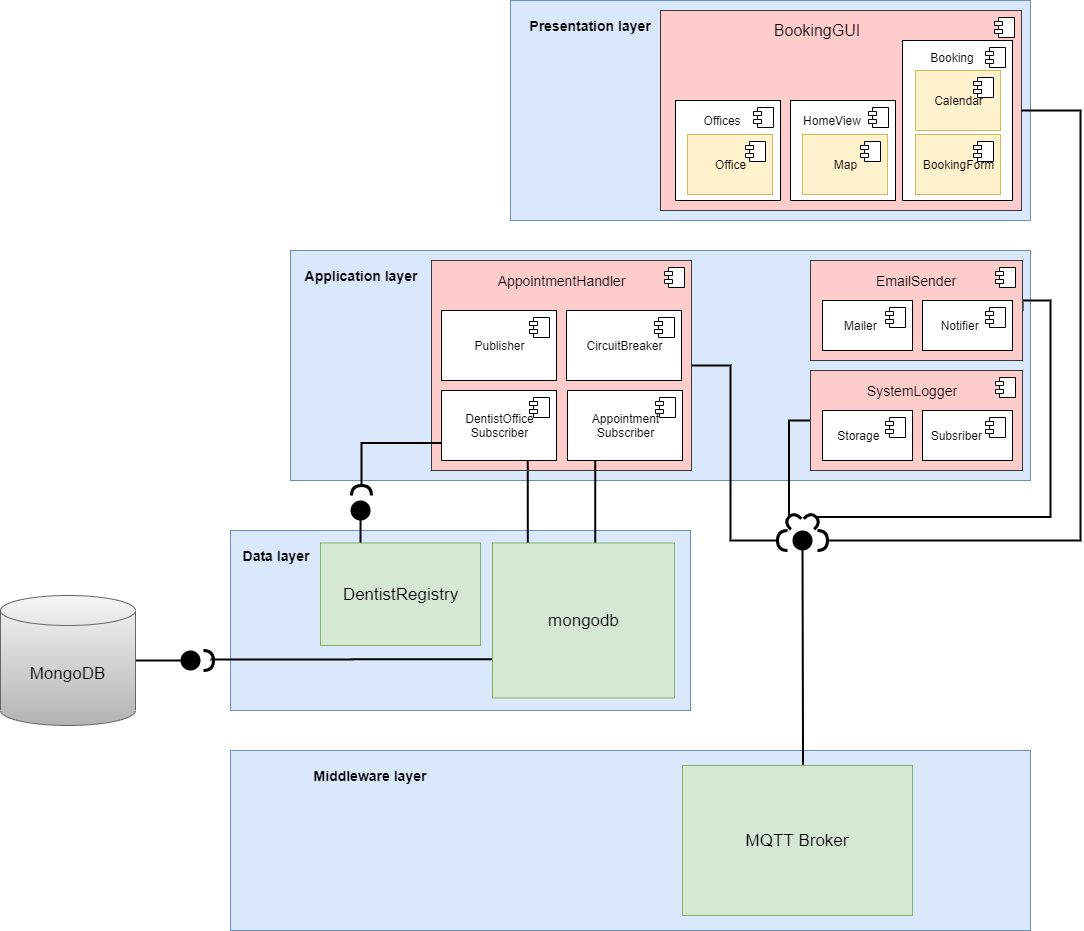 Presentation layer
BookingGUI
Booking
Calendar
BookingForm
Offices
Office
HomeView
Map
Application layer
AppointmentHandler
Publisher
CircuitBreaker
DentistOffice
Subscriber
Appointment
Subscriber
EmailSender
Mailer
Notifier
SystemLogger
Storage
Subsriber
Data layer
DentistRegistry
mongodb
MongoDB
Middleware layer
MQTT Broker